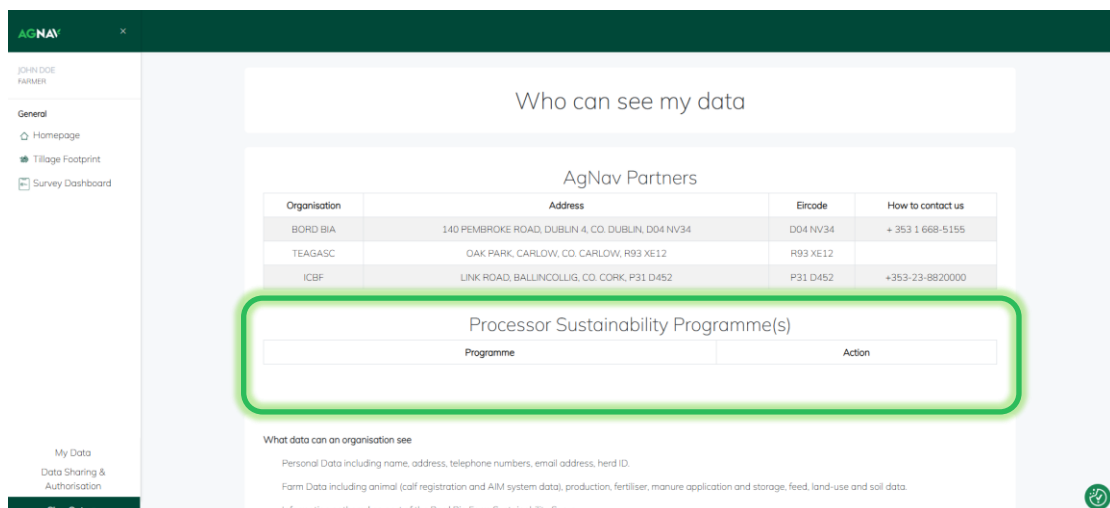 AGNAV ×
JOHN DOE
FARMER
General
Homepage
Tillage Footprint
Survey Dashboard
My Data
Data Sharing &
Authorisation
Who can see my data
AgNav Partners
Organisation Address Eircode How to contact us
BORD BIA 140 PEMBROKE ROAD, DUBLIN 4, CO. DUBLIN, D04 NV34 D04 NV34 + 353 1 668-5155
TEAGASC OAK PARK, CARLOW, CO. CARLOW, R93 XE12 R93 XE12
ICBF LINK ROAD, BALLINCOLLIG, CO. CORK, P31 D452 P31 D452 +353-23-8820000
Processor Sustainability Programme(s)
Programme Action
What data can an organisation see
Personal Data including name, address, telephone numbers, email address, herd ID.
Farm Data including animal (calf registration and AIM system data), production, fertiliser, manure application and storage, feed, land-use and soil data.